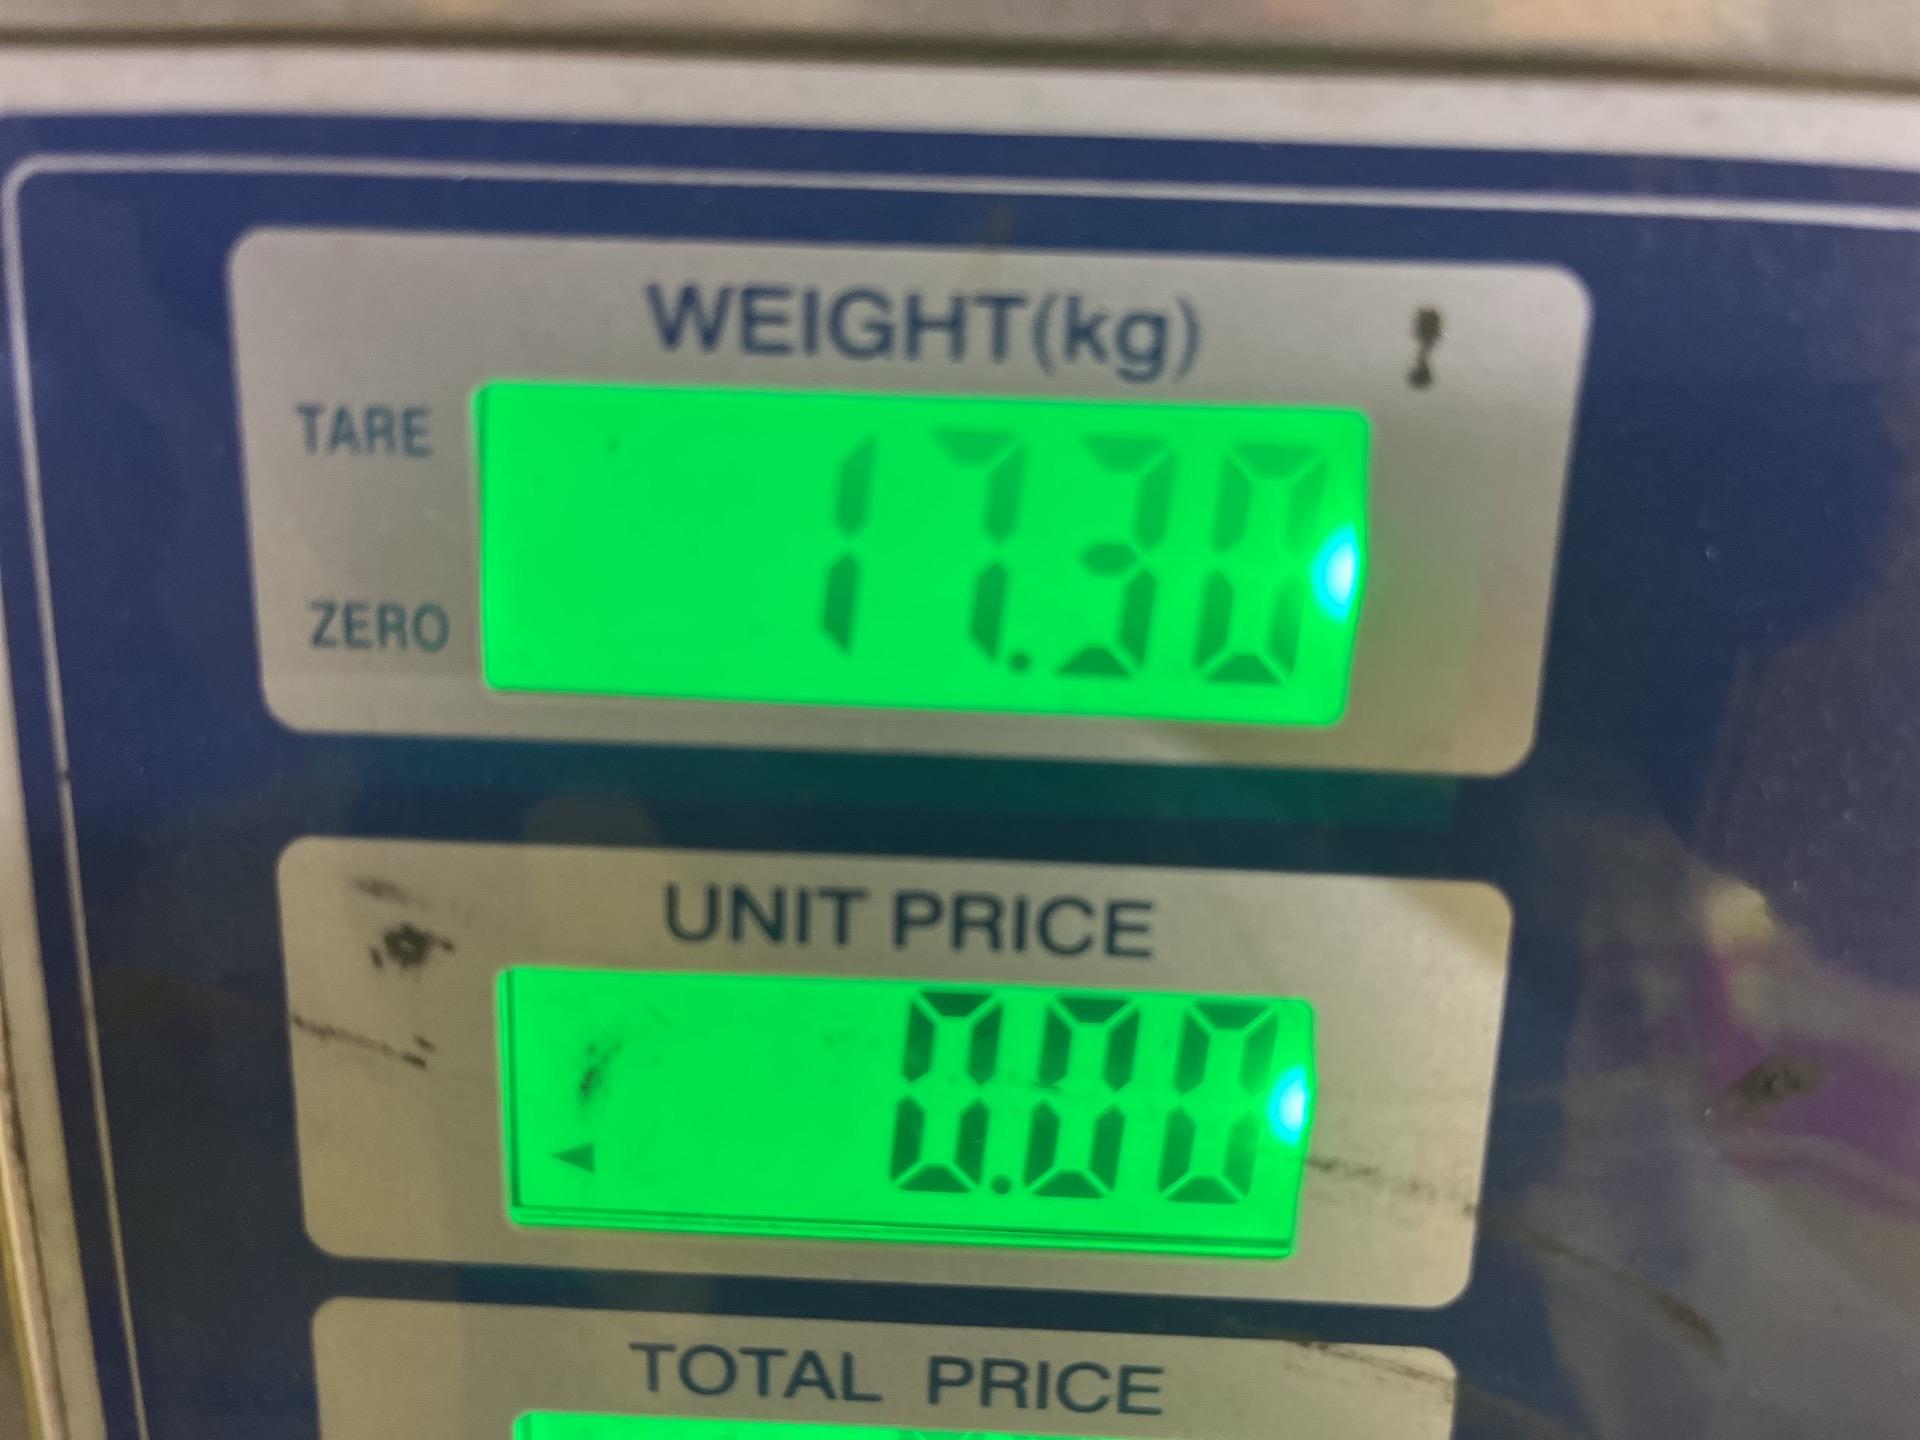 WEIGHT(kg)
TARE
17.30
ZERO
UNIT PRICE
0.00
TOTAL PRICE